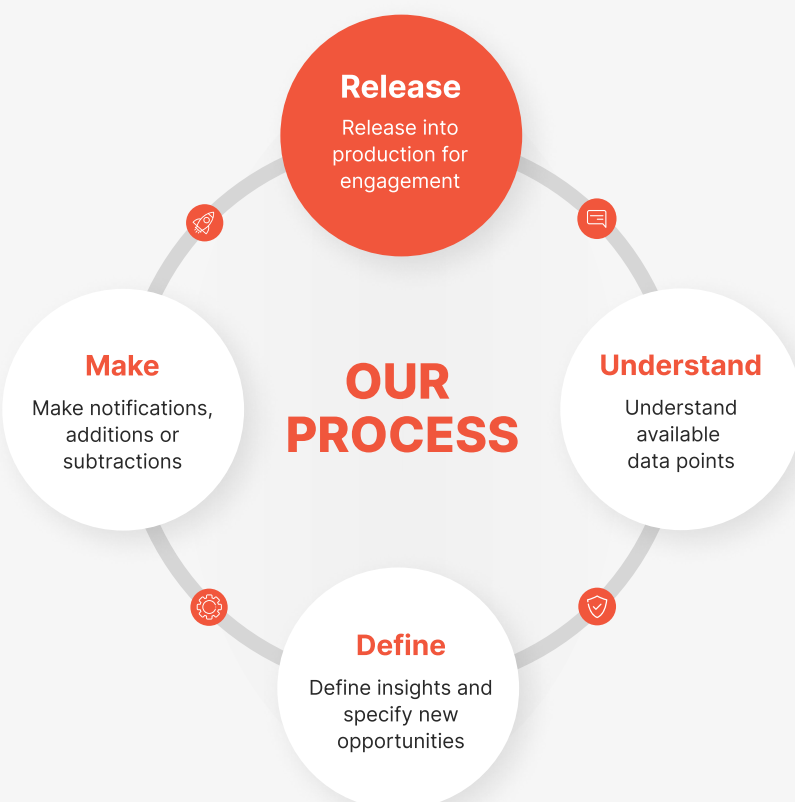 Release
Release into
production for
engagement
Make
Make notifications,
additions or
subtractions
OUR
PROCESS
Understand
Understand
available
data points
Define
Define insights and
specify new
opportunities